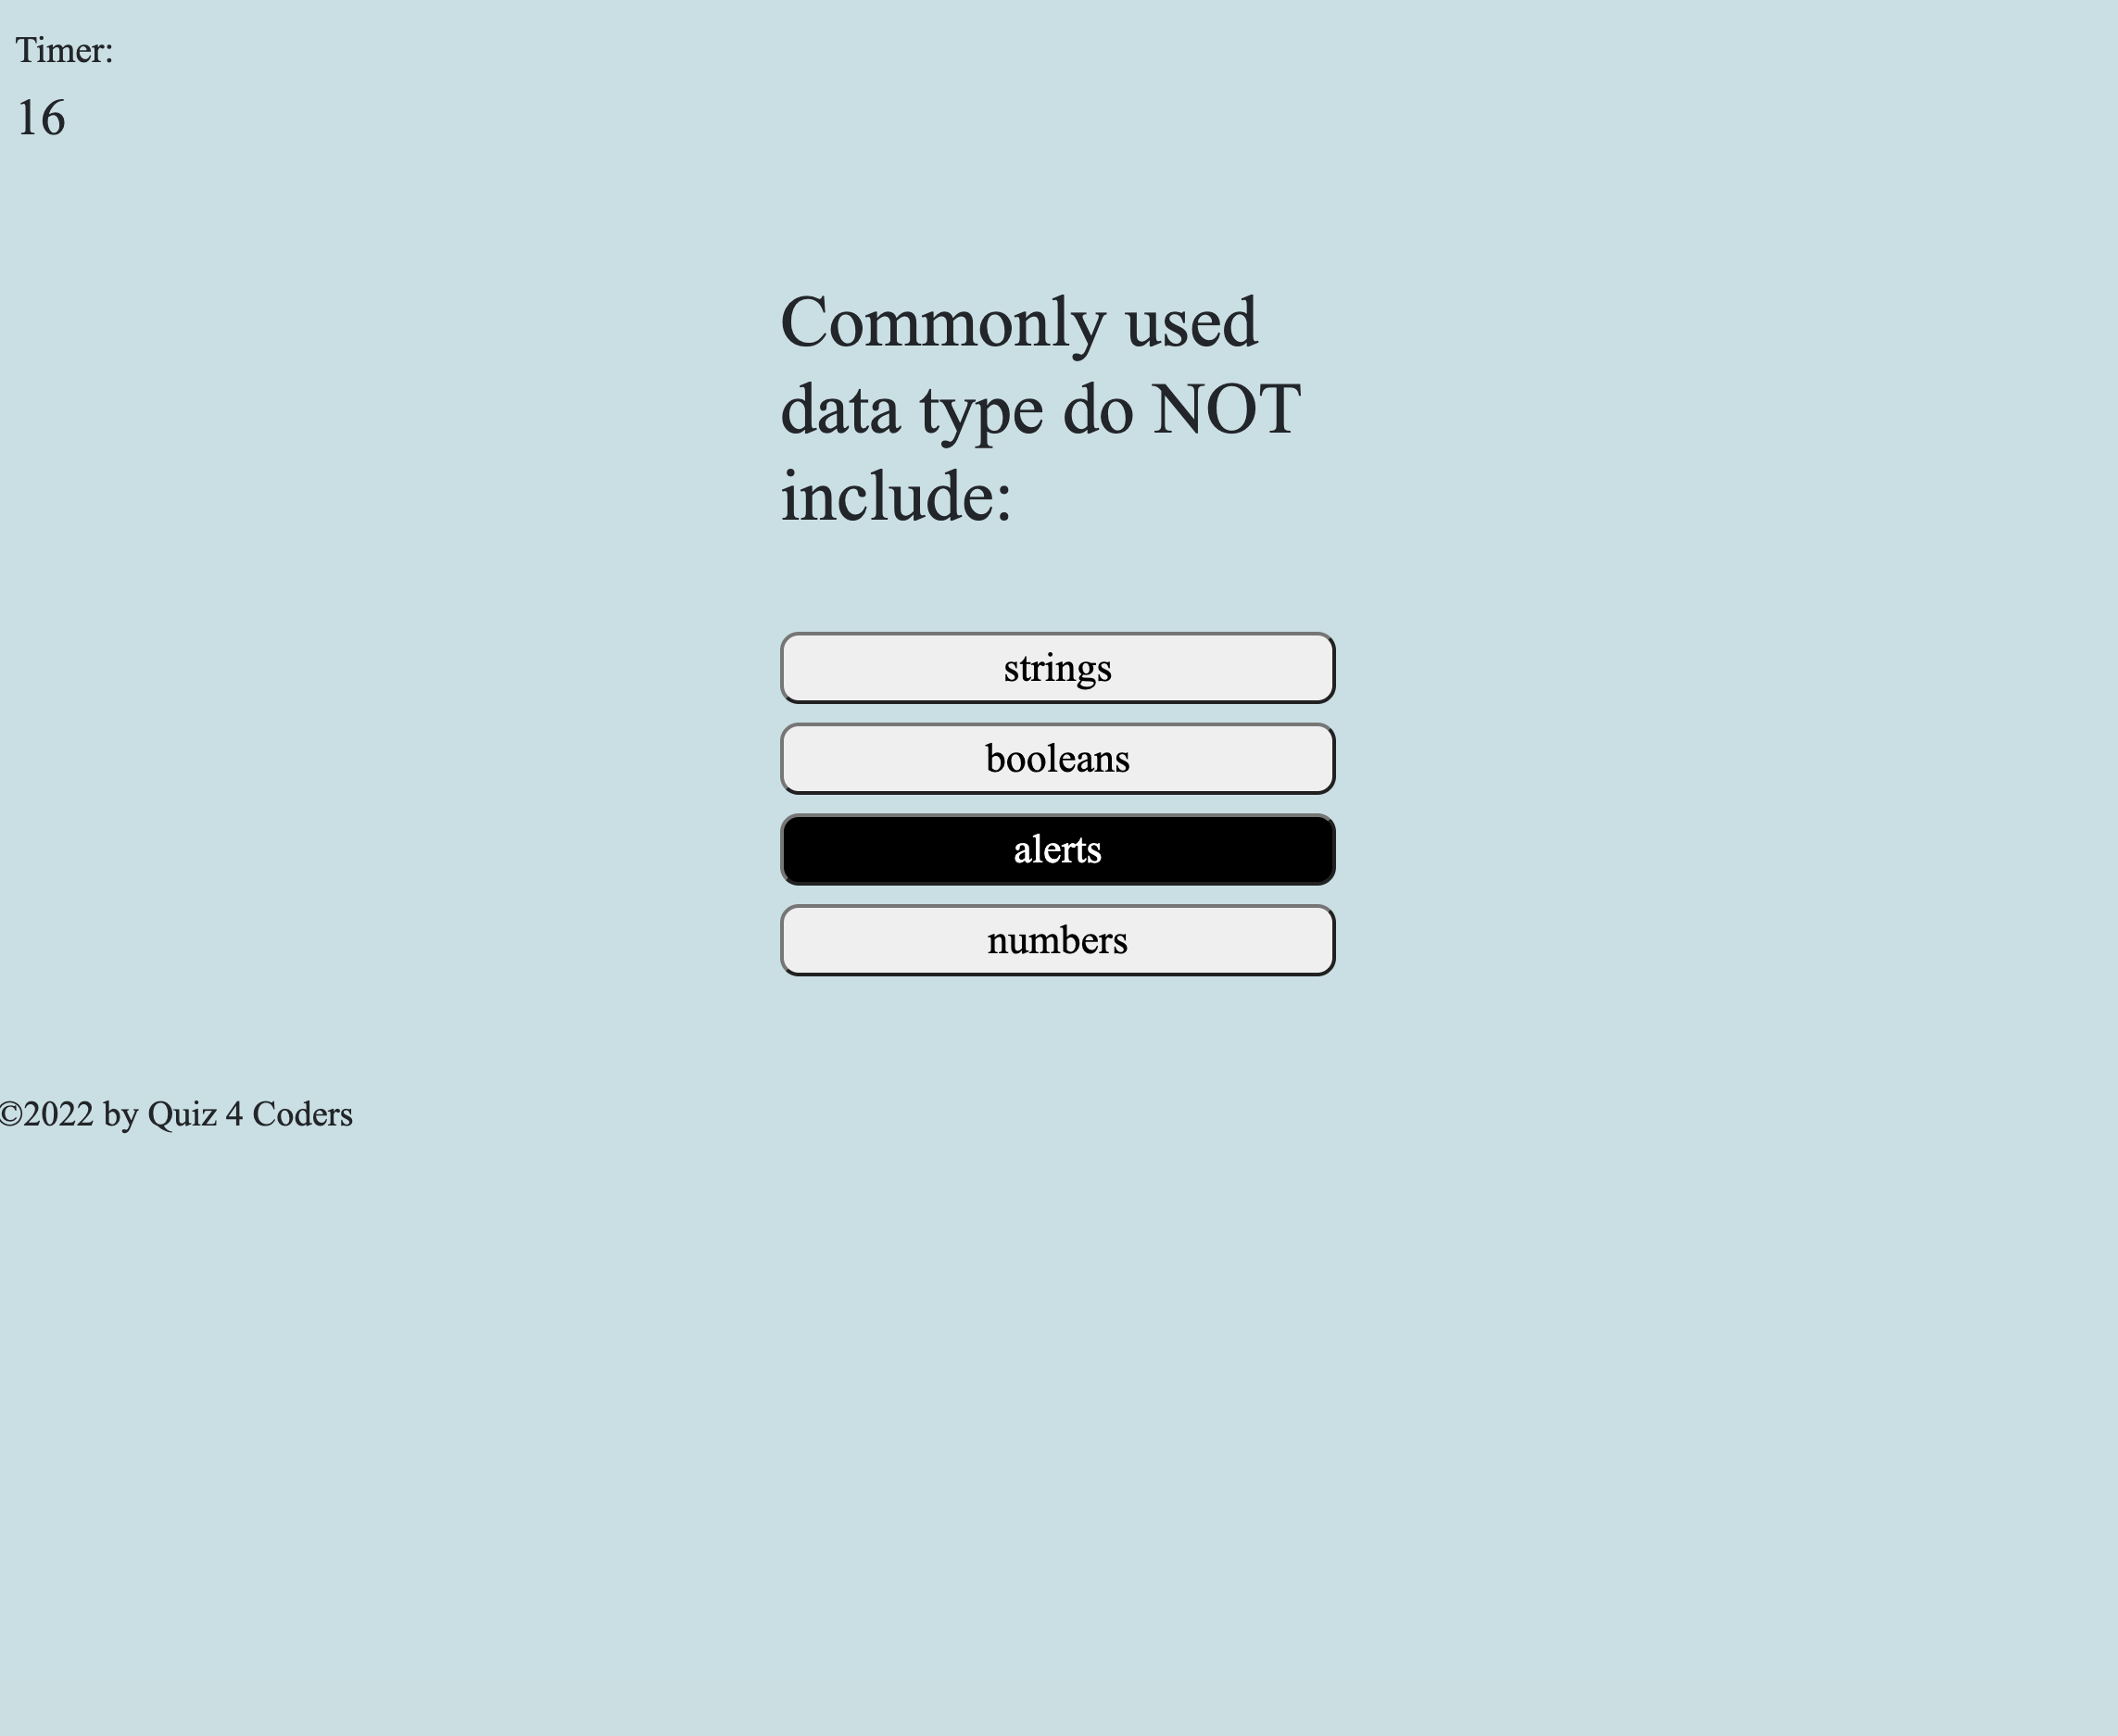 Timer:
16
Commonly used
data type do NOT
include:
strings
booleans
alerts
numbers
©2022 by Quiz 4 Coders